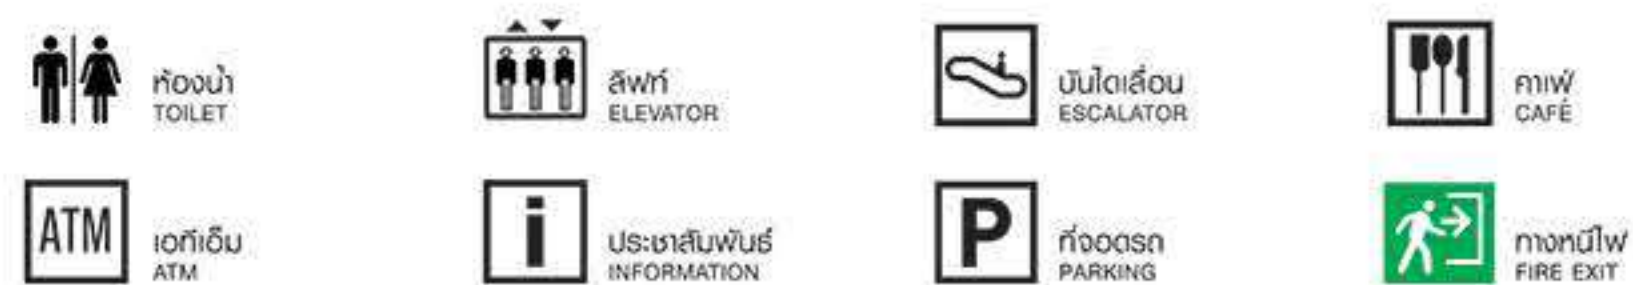 ห้องน้ำ
TOILET
ลิฟท์
ELEVATOR
บันไดเลื่อน
ESCALATOR
คาเฟ่
CAFÉ
ATM
เอทีเอ็ม
ATM
i
ประชาสัมพันธ์
INFORMATION
P
ที่จอดรถ
PARKING
ทางหนีไฟ
FIRE EXIT